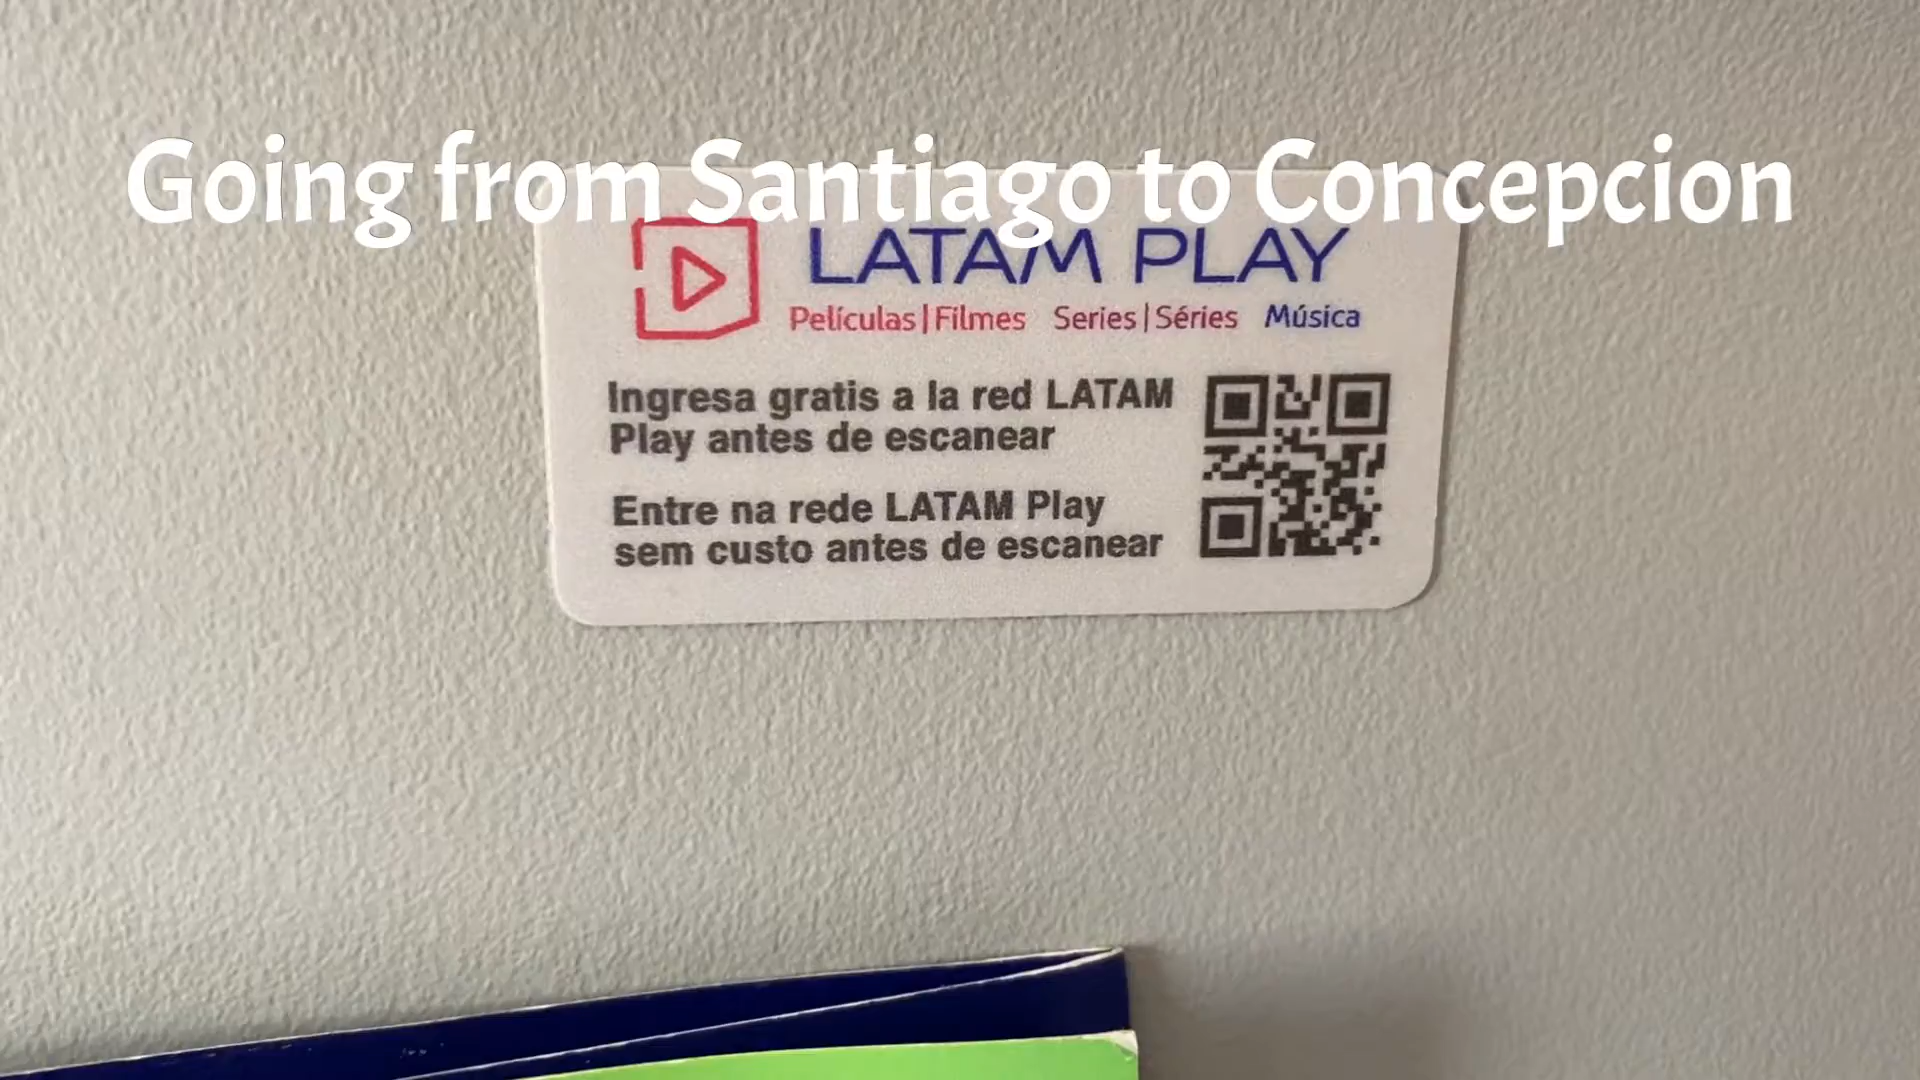 Going from Santiago to Concepcion
LATAM PLAY
Películas|Filmes Series|Séries Música
Ingresa gratis a la red LATAM
Play antes de escanear
Entre na rede LATAM Play
sem custo antes de escanear